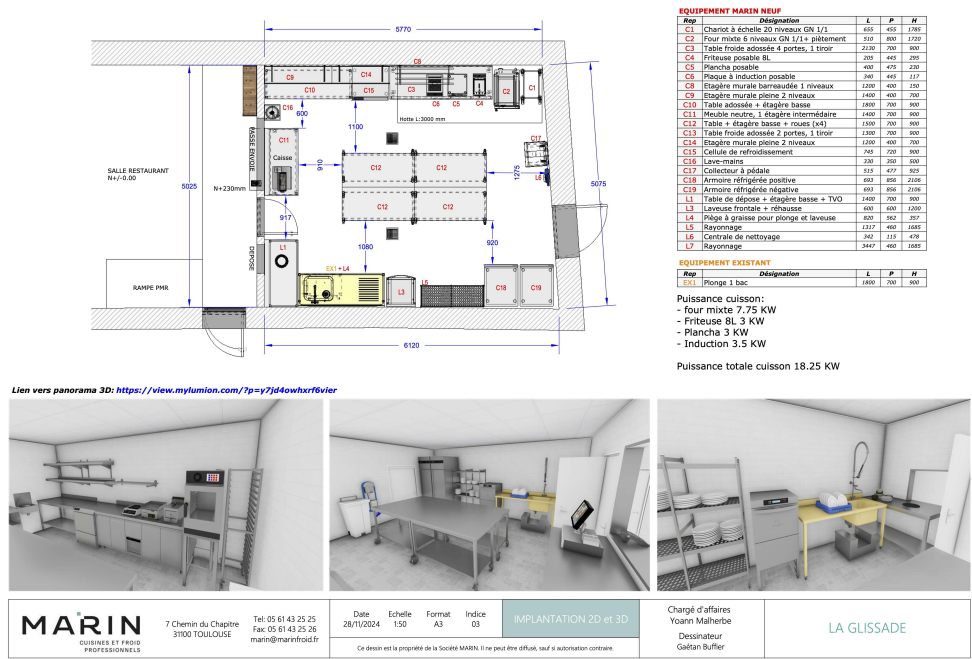 5770
C8
C9
C14
C10
C15
C3
C6
C5
C4
C2
C1
Hotte L:3000 mm
C16
600
1100
C11
Caisse
PASSE ENVOIE
910
C12
C12
C12
C12
C17
1275
L6
SALLE RESTAURANT
N+/-0.00
5025
N+230mm
5075
917
1080
920
DEPOSE
L1
EX1 + L4
L3
L5
C18
C19
RAMPE PMR
6120
EQUIPEMENT MARIN NEUF
Rep Désignation L P H
C1 Chariot à échelle 20 niveaux GN 1/1 655 455 1785
C2 Four mixte 6 niveaux GN 1/1+ piètement 510 800 1720
C3 Table froide adossée 4 portes, 1 tiroir 2130 700 900
C4 Friteuse posable 8L 205 445 295
C5 Plancha posable 400 475 230
C6 Plaque à induction posable 340 445 117
C8 Etagère murale barreaudée 1 niveaux 1200 400 150
C9 Etagère murale pleine 2 niveaux 1400 400 700
C10 Table adossée + étagère basse 1800 700 900
C11 Meuble neutre, 1 étagère intermédaire 1400 700 900
C12 Table + étagère basse + roues (x4) 1500 700 900
C13 Table froide adossée 2 portes, 1 tiroir 1300 700 900
C14 Etagère murale pleine 2 niveaux 1200 400 700
C15 Cellule de refroidissement 745 720 900
C16 Lave-mains 330 350 500
C17 Collecteur à pédale 515 477 925
C18 Armoire réfrigérée positive 693 856 2106
C19 Armoire réfrigérée négative 693 856 2106
L1 Table de dépose + étagère basse + TVO 1400 700 900
L3 Laveuse frontale + réhausse 600 600 1200
L4 Piège à graisse pour plonge et laveuse 820 562 357
L5 Rayonnage 1317 460 1685
L6 Centrale de nettoyage 342 115 478
L7 Rayonnage 3447 460 1685
EQUIPEMENT EXISTANT
Rep Désignation L P H
EX1 Plonge 1 bac 1800 700 900
Puissance cuisson:
- four mixte 7.75 KW
- Friteuse 8L 3 KW
- Plancha 3 KW
- Induction 3.5 KW
Puissance totale cuisson 18.25 KW
Lien vers panorama 3D: https://view.mylumion.com/?p=y7jd4owhxrf6vier
MARIN
CUISINES ET FROID
PROFESSIONNELS
7 Chemin du Chapitre
31100 TOULOUSE
Tel: 05 61 43 25 25
Fax: 05 61 43 25 26
marin@marinfroid.fr
Date Echelle Format Indice
28/11/2024 1:50 A3 03
IMPLANTATION 2D et 3D
Ce dessin est la propriété de la Société MARIN. Il ne peut être diffusé, sauf si autorisation contraire.
Chargé d'affaires
Yoann Malherbe
Dessinateur
Gaétan Buffier
LA GLISSADE